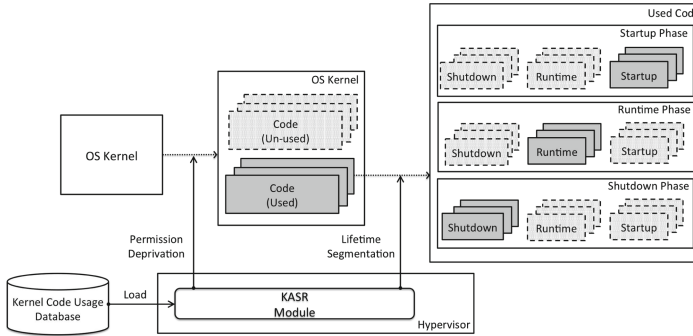 Used Code
Startup Phase
OS Kernel
Shutdown
Runtime
Startup
Code
(Un-used)
OS Kernel
Runtime Phase
Shutdown
Runtime
Startup
Code
(Used)
Shutdown Phase
Shutdown
Runtime
Startup
Permission
Deprivation
Lifetime
Segmentation
Kernel Code Usage
Database
Load
KASR
Module
Hypervisor